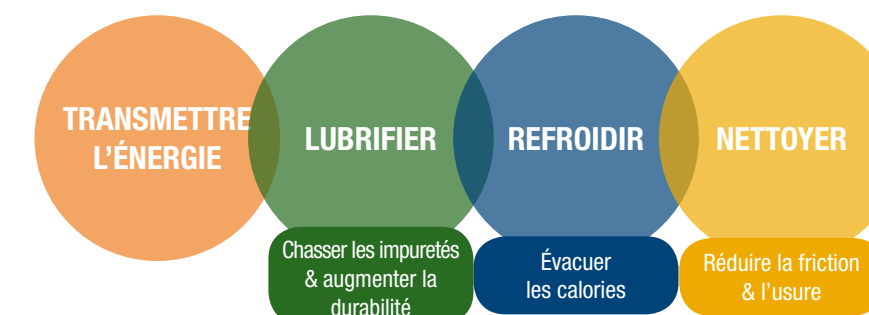 TRANSMETTRE
L'ÉNERGIE
LUBRIFIER
REFROIDIR
NETTOYER
Chasser les impuretés
& augmenter la
durabilité
Évacuer
les calories
Réduire la friction
& l'usure